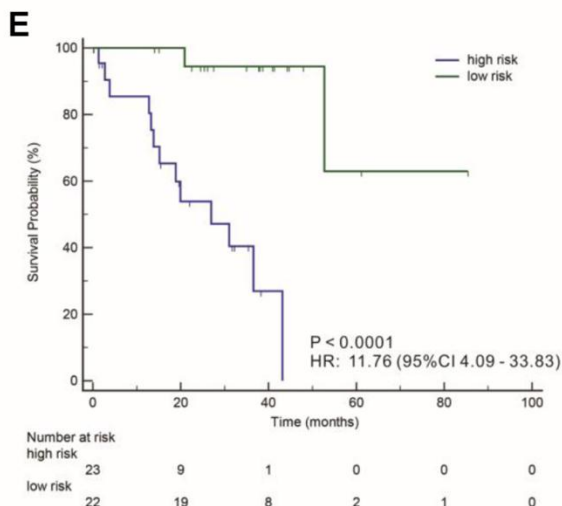 E
100
80
60
40
20
0
Survival Probability (%)
high risk
low risk
P < 0.0001
HR: 11.76 (95%CI 4.09 - 33.83)
0 20 40 60 80 100
Time (months)
Number at risk
high risk
23 9 1 0 0 0
low risk
22 19 8 2 1 0